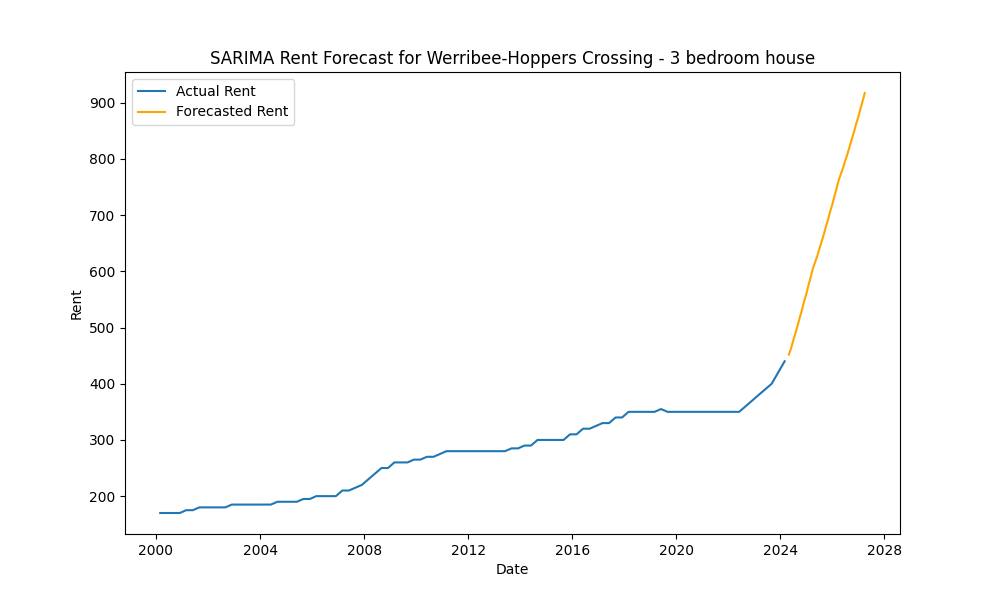 SARIMA Rent Forecast for Werribee-Hoppers Crossing - 3 bedroom house
Actual Rent
Forecasted Rent
900
800
700
600
500
400
300
200
Rent
2000 2004 2008 2012 2016 2020 2024 2028
Date